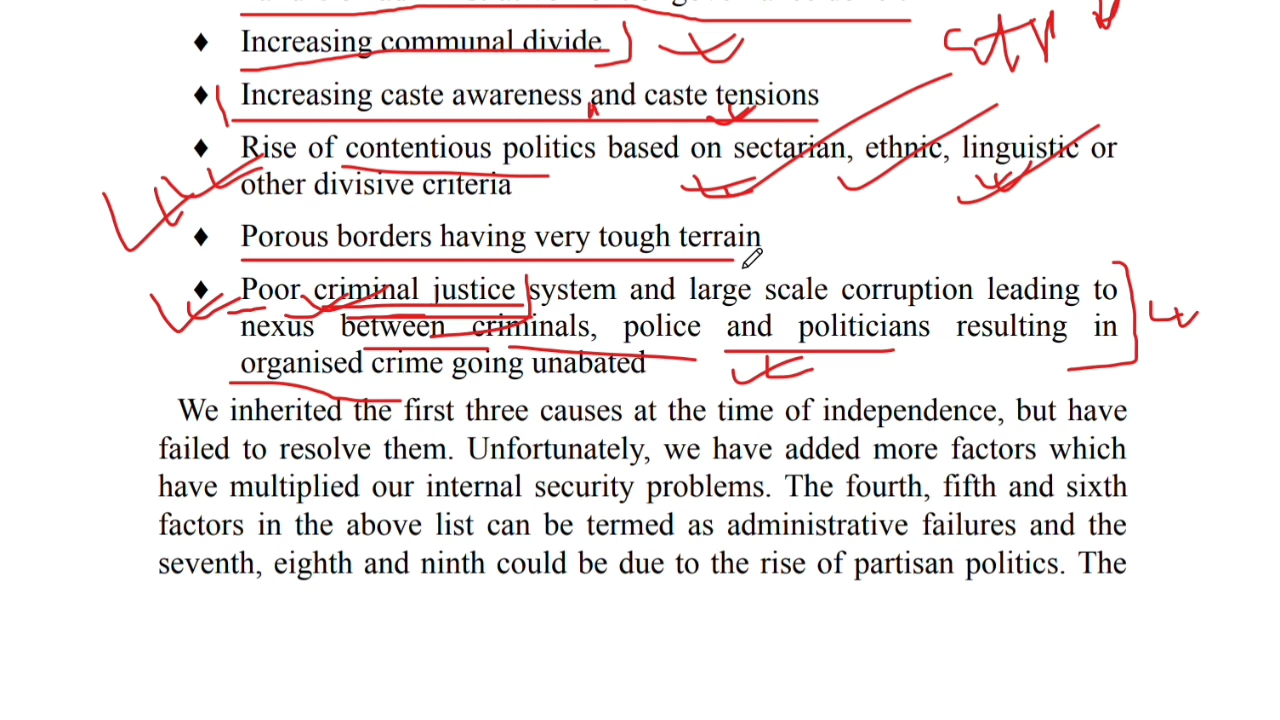 ♦ Increasing communal divide
♦ Increasing caste awareness and caste tensions
♦ Rise of contentious politics based on sectarian, ethnic, linguistic or
other divisive criteria
♦ Porous borders having very tough terrain
♦ Poor criminal justice system and large scale corruption leading to
nexus between criminals, police and politicians resulting in
organised crime going unabated
We inherited the first three causes at the time of independence, but have
failed to resolve them. Unfortunately, we have added more factors which
have multiplied our internal security problems. The fourth, fifth and sixth
factors in the above list can be termed as administrative failures and the
seventh, eighth and ninth could be due to the rise of partisan politics. The